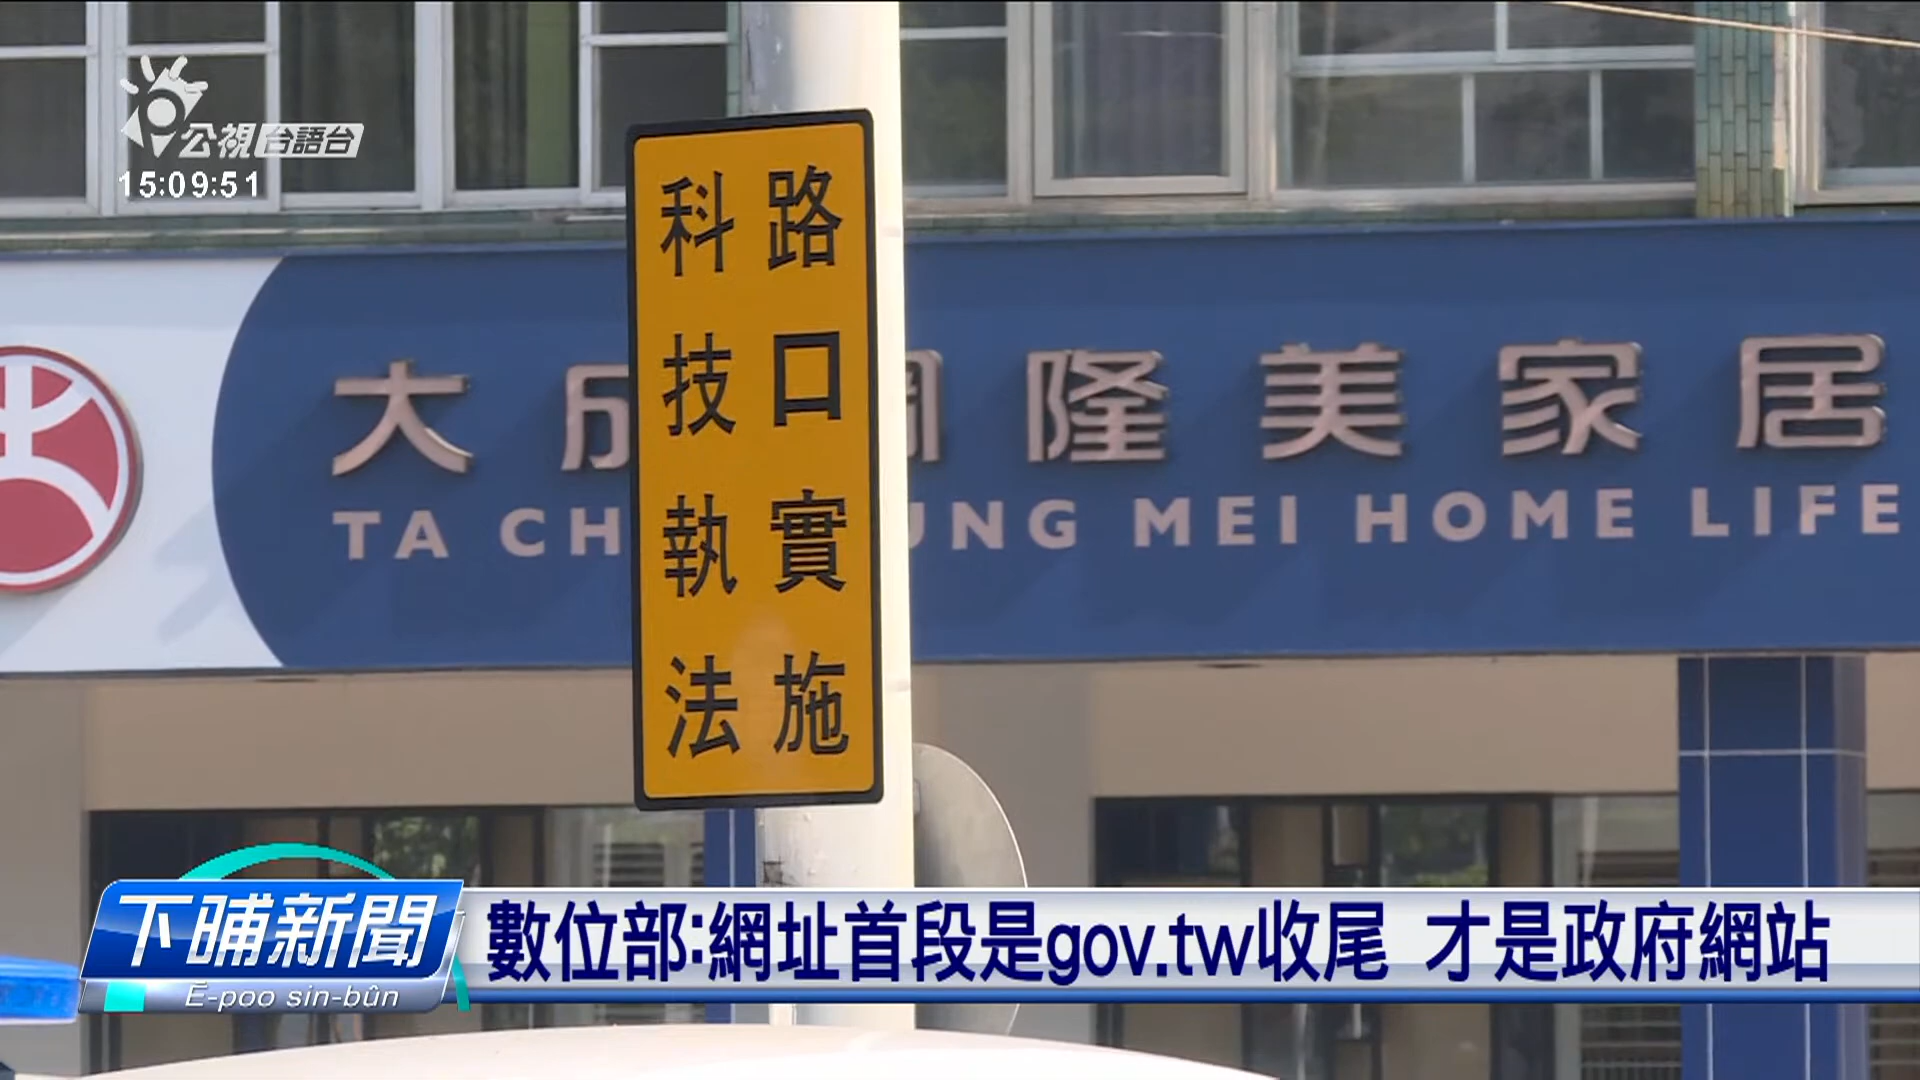 公視台語台
15:09:51
路口實施
科技執法
大成
隆美家居
TA CH
UNG MEI HOME LIFE
下晡新聞
E-poo sin-bûn
數位部:網址首段是gov.tw收尾 才是政府網站